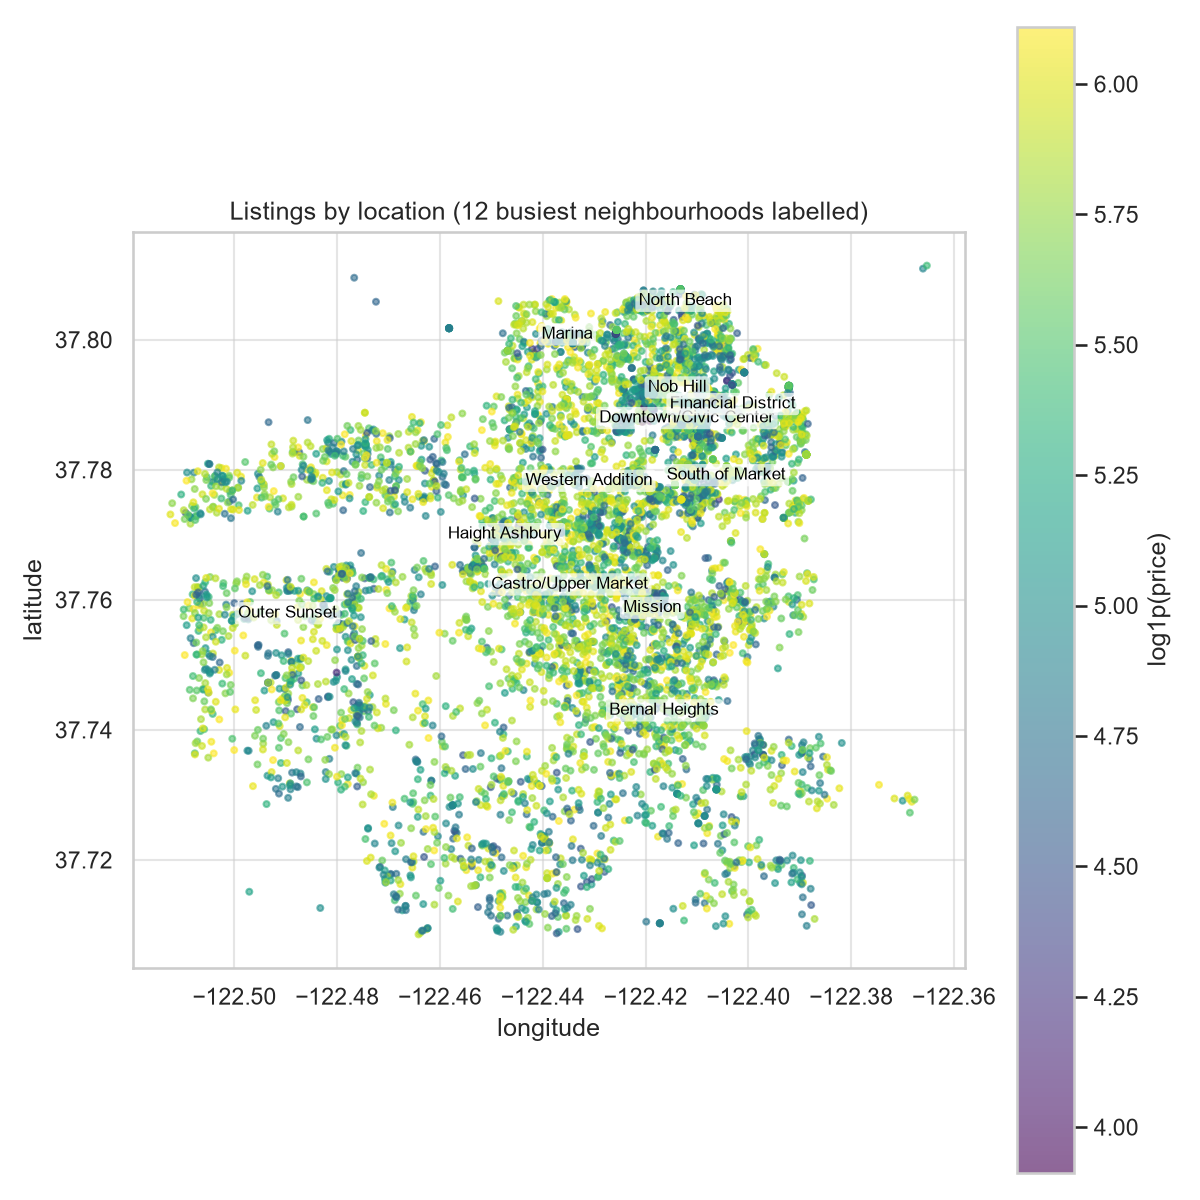 Listings by location (12 busiest neighbourhoods labelled)
6.00
5.75
5.50
5.25
5.00
4.75
4.50
4.25
4.00
log1p(price)
37.80
37.78
37.76
37.74
37.72
latitude
North Beach
Marina
Nob Hill
Financial District
Downtown/Civic Center
South of Market
Western Addition
Haight Ashbury
Castro/Upper Market
Mission
Outer Sunset
Bernal Heights
−122.50 −122.48 −122.46 −122.44 −122.42 −122.40 −122.38 −122.36
longitude